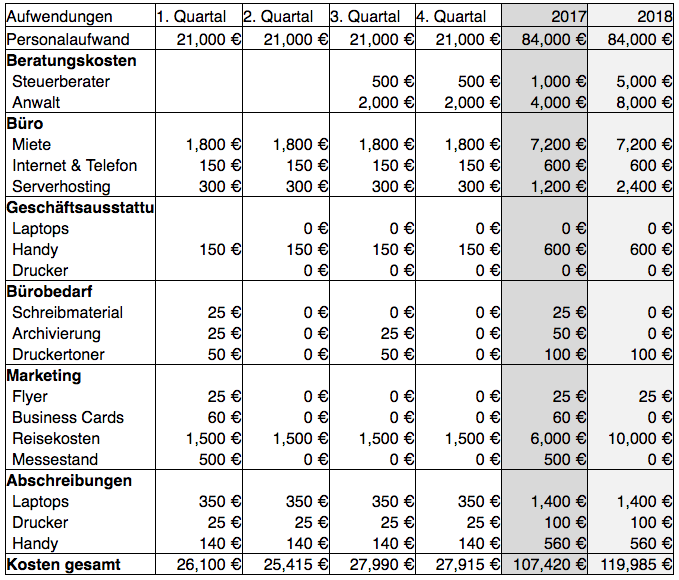 Aufwendungen 1. Quartal 2. Quartal 3. Quartal 4. Quartal 2017 2018
Personalaufwand 21,000 € 21,000 € 21,000 € 21,000 € 84,000 € 84,000 €
Beratungskosten
Steuerberater 500 € 500 € 1,000 € 5,000 €
Anwalt 2,000 € 2,000 € 4,000 € 8,000 €
Büro
Miete 1,800 € 1,800 € 1,800 € 1,800 € 7,200 € 7,200 €
Internet & Telefon 150 € 150 € 150 € 150 € 600 € 600 €
Serverhosting 300 € 300 € 300 € 300 € 1,200 € 2,400 €
Geschäftsausstattu
Laptops 0 € 0 € 0 € 0 € 0 €
Handy 150 € 150 € 150 € 150 € 600 € 600 €
Drucker 0 € 0 € 0 € 0 € 0 €
Bürobedarf
Schreibmaterial 25 € 0 € 0 € 0 € 25 € 0 €
Archivierung 25 € 0 € 25 € 0 € 50 € 0 €
Druckertoner 50 € 0 € 50 € 0 € 100 € 100 €
Marketing
Flyer 25 € 0 € 0 € 0 € 25 € 25 €
Business Cards 60 € 0 € 0 € 0 € 60 € 0 €
Reisekosten 1,500 € 1,500 € 1,500 € 1,500 € 6,000 € 10,000 €
Messestand 500 € 0 € 0 € 0 € 500 € 0 €
Abschreibungen
Laptops 350 € 350 € 350 € 350 € 1,400 € 1,400 €
Drucker 25 € 25 € 25 € 25 € 100 € 100 €
Handy 140 € 140 € 140 € 140 € 560 € 560 €
Kosten gesamt 26,100 € 25,415 € 27,990 € 27,915 € 107,420 € 119,985 €